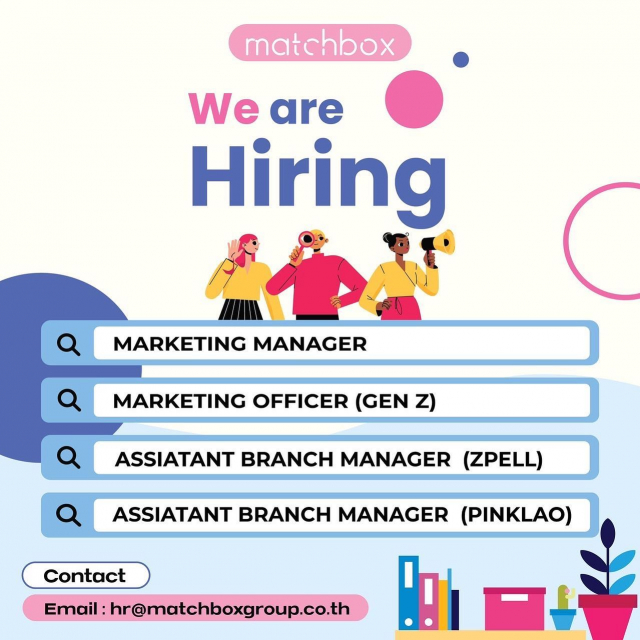 matchbox
We are
Hiring
MARKETING MANAGER
MARKETING OFFICER (GEN Z)
ASSIATANT BRANCH MANAGER (ZPELL)
ASSIATANT BRANCH MANAGER (PINKLAO)
Contact
Email : hr@matchboxgroup.co.th